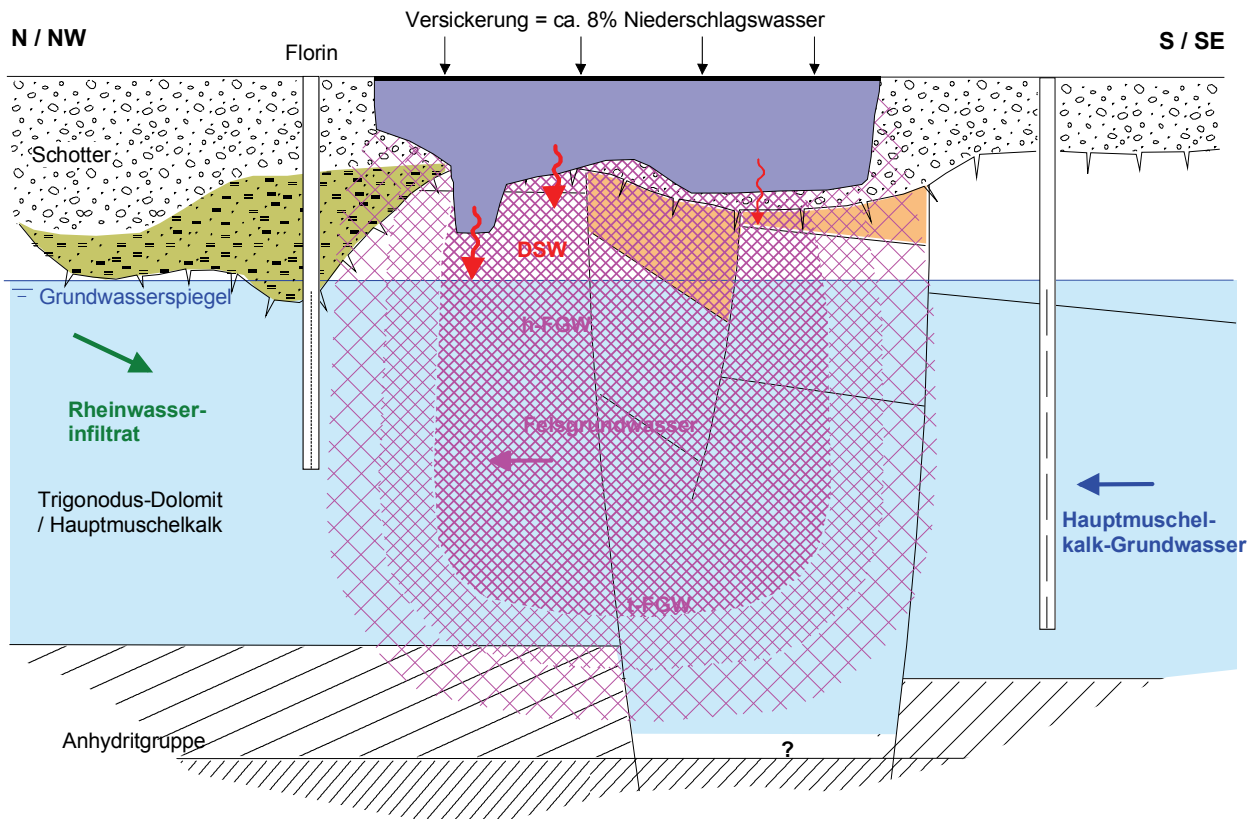 Versickerung = ca. 8% Niederschlagswasser
N / NW
S / SE
Florin
Schotter
DSW
Grundwasserspiegel
h-FGW
Rheinwasser-
infiltrat
Felsgrundwasser
Trigonodus-Dolomit
/ Hauptmuschelkalk
Hauptmuschel-
kalk-Grundwasser
t-FGW
Anhydritgruppe
?